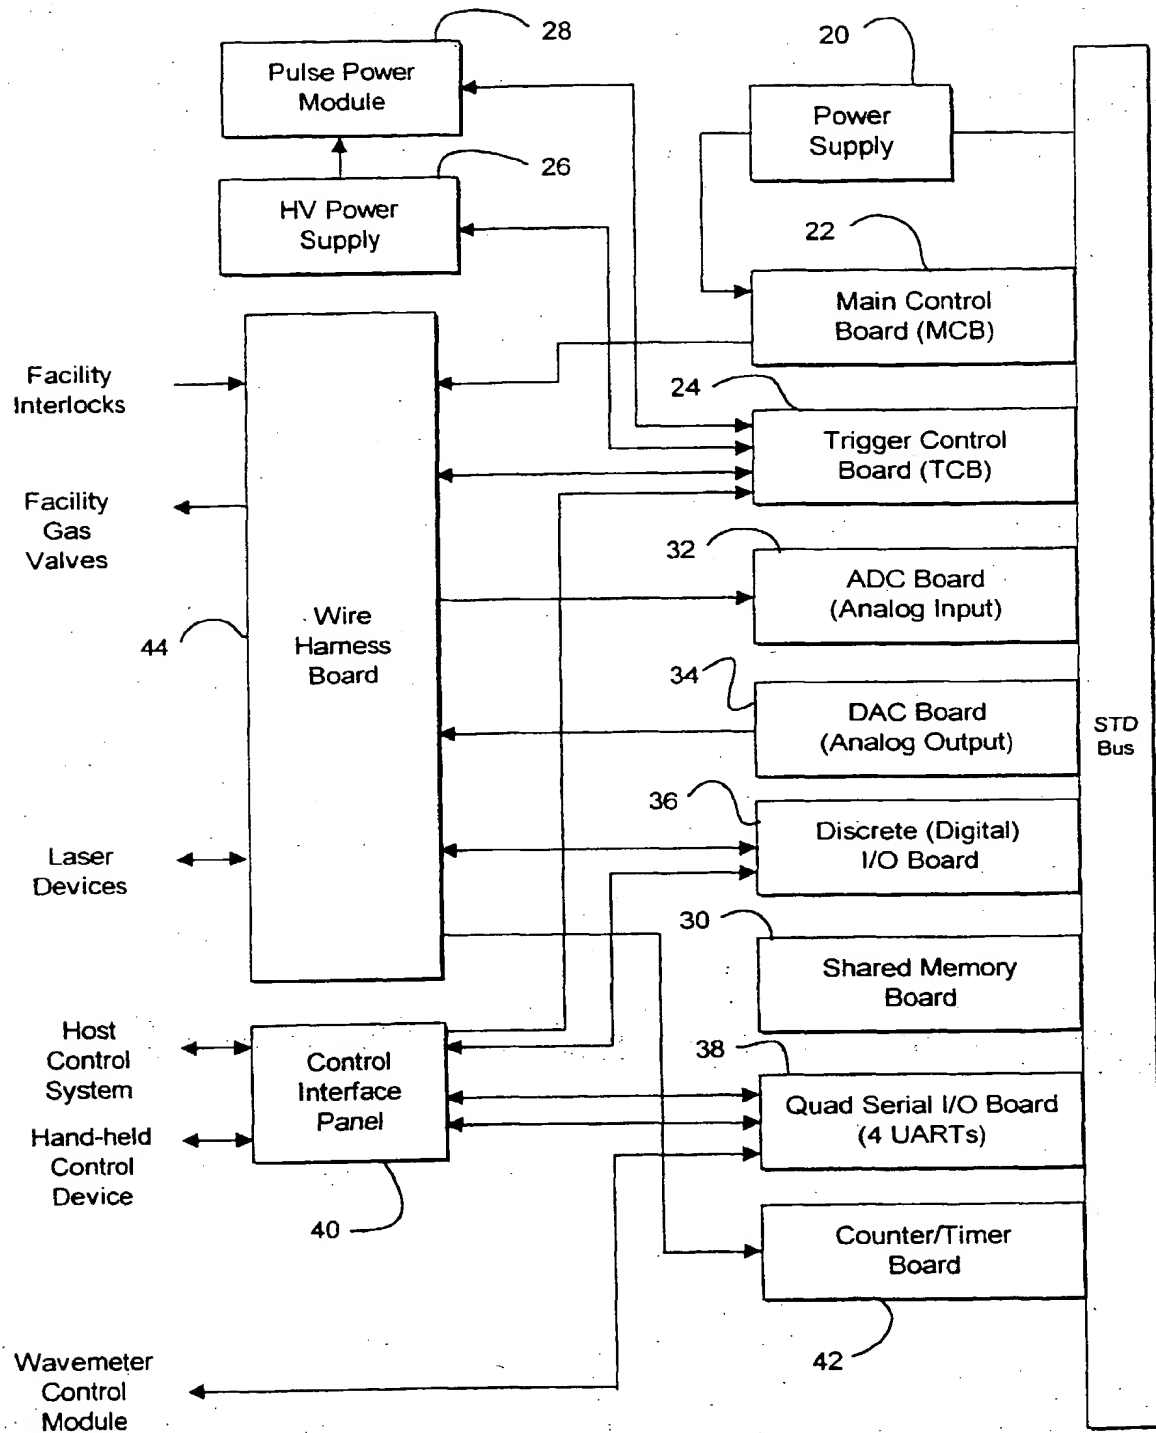 28
Pulse Power
Module
20
Power
Supply
26
HV Power
Supply
22
Main Control
Board (MCB)
Facility
Interlocks
24
Trigger Control
Board (TCB)
Facility
Gas
Valves
32
ADC Board
(Analog Input)
44
Wire
Harness
Board
34
DAC Board
(Analog Output)
STD
Bus
36
Discrete (Digital)
I/O Board
Laser
Devices
30
Shared Memory
Board
Host
Control
System
Control
Interface
Panel
38
Quad Serial I/O Board
(4 UARTs)
Hand-held
Control
Device
40
Counter/Timer
Board
42
Wavemeter
Control
Module